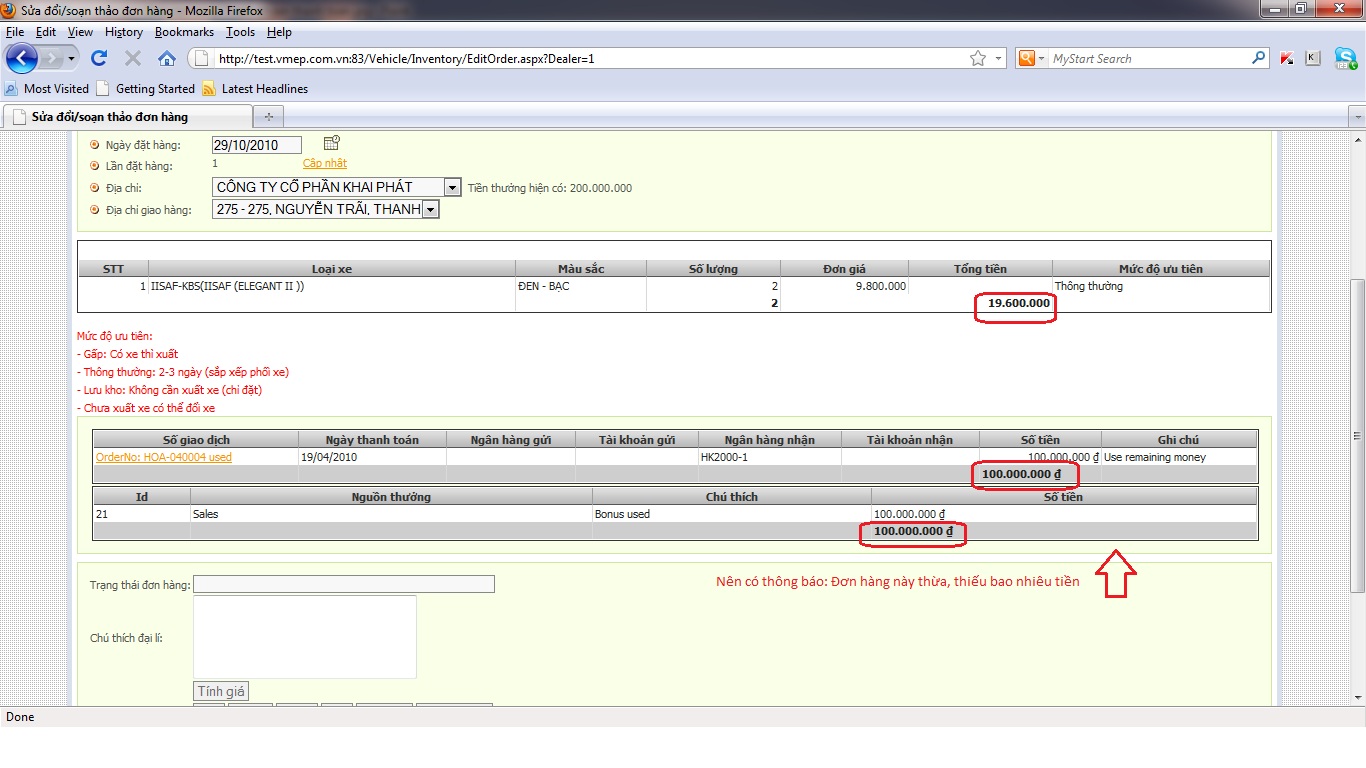 Sửa đổi/soạn thảo đơn hàng - Mozilla Firefox
File Edit View History Bookmarks Tools Help
http://test.vmep.com.vn:83/Vehicle/Inventory/EditOrder.aspx?Dealer=1
MyStart Search
Most Visited Getting Started Latest Headlines
Sửa đổi/soạn thảo đơn hàng
Ngày đặt hàng: 29/10/2010
Lần đặt hàng: 1 Cập nhật
Địa chỉ: CÔNG TY CỔ PHẦN KHAI PHÁT Tiền thưởng hiện có: 200.000.000
Địa chỉ giao hàng: 275 - 275, NGUYỄN TRÃI, THANH
STT Loại xe Màu sắc Số lượng Đơn giá Tổng tiền Mức độ ưu tiên
1 IISAF-KBS(IISAF (ELEGANT II )) ĐEN - BẠC 2 9.800.000 Thông thường
2 19.600.000
Mức độ ưu tiên:
- Gấp: Có xe thì xuất
- Thông thường: 2-3 ngày (sắp xếp phối xe)
- Lưu kho: Không cần xuất xe (chỉ đặt)
- Chưa xuất xe có thể đổi xe
Số giao dịch Ngày thanh toán Ngân hàng gửi Tài khoản gửi Ngân hàng nhận Tài khoản nhận Số tiền Ghi chú
OrderNo: HOA-040004 used 19/04/2010 HK2000-1 100.000.000 ₫ Use remaining money
100.000.000 ₫
Id Nguồn thưởng Chú thích Số tiền
21 Sales Bonus used 100.000.000 ₫
100.000.000 ₫
Nên có thông báo: Đơn hàng này thừa, thiếu bao nhiêu tiền
Trạng thái đơn hàng:
Chú thích đại lí:
Tính giá
Done